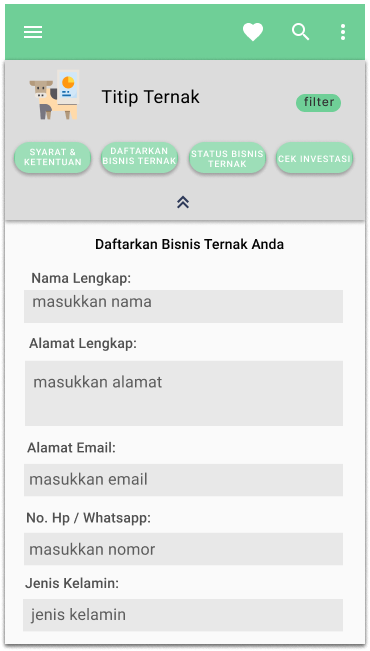 Titip Ternak
filter
SYARAT &
KETENTUAN
DAFTARKAN
BISNIS TERNAK
STATUS BISNIS
TERNAK
CEK INVESTASI
Daftarkan Bisnis Ternak Anda
Nama Lengkap:
masukkan nama
Alamat Lengkap:
masukkan alamat
Alamat Email:
masukkan email
No. Hp / Whatsapp:
masukkan nomor
Jenis Kelamin:
jenis kelamin